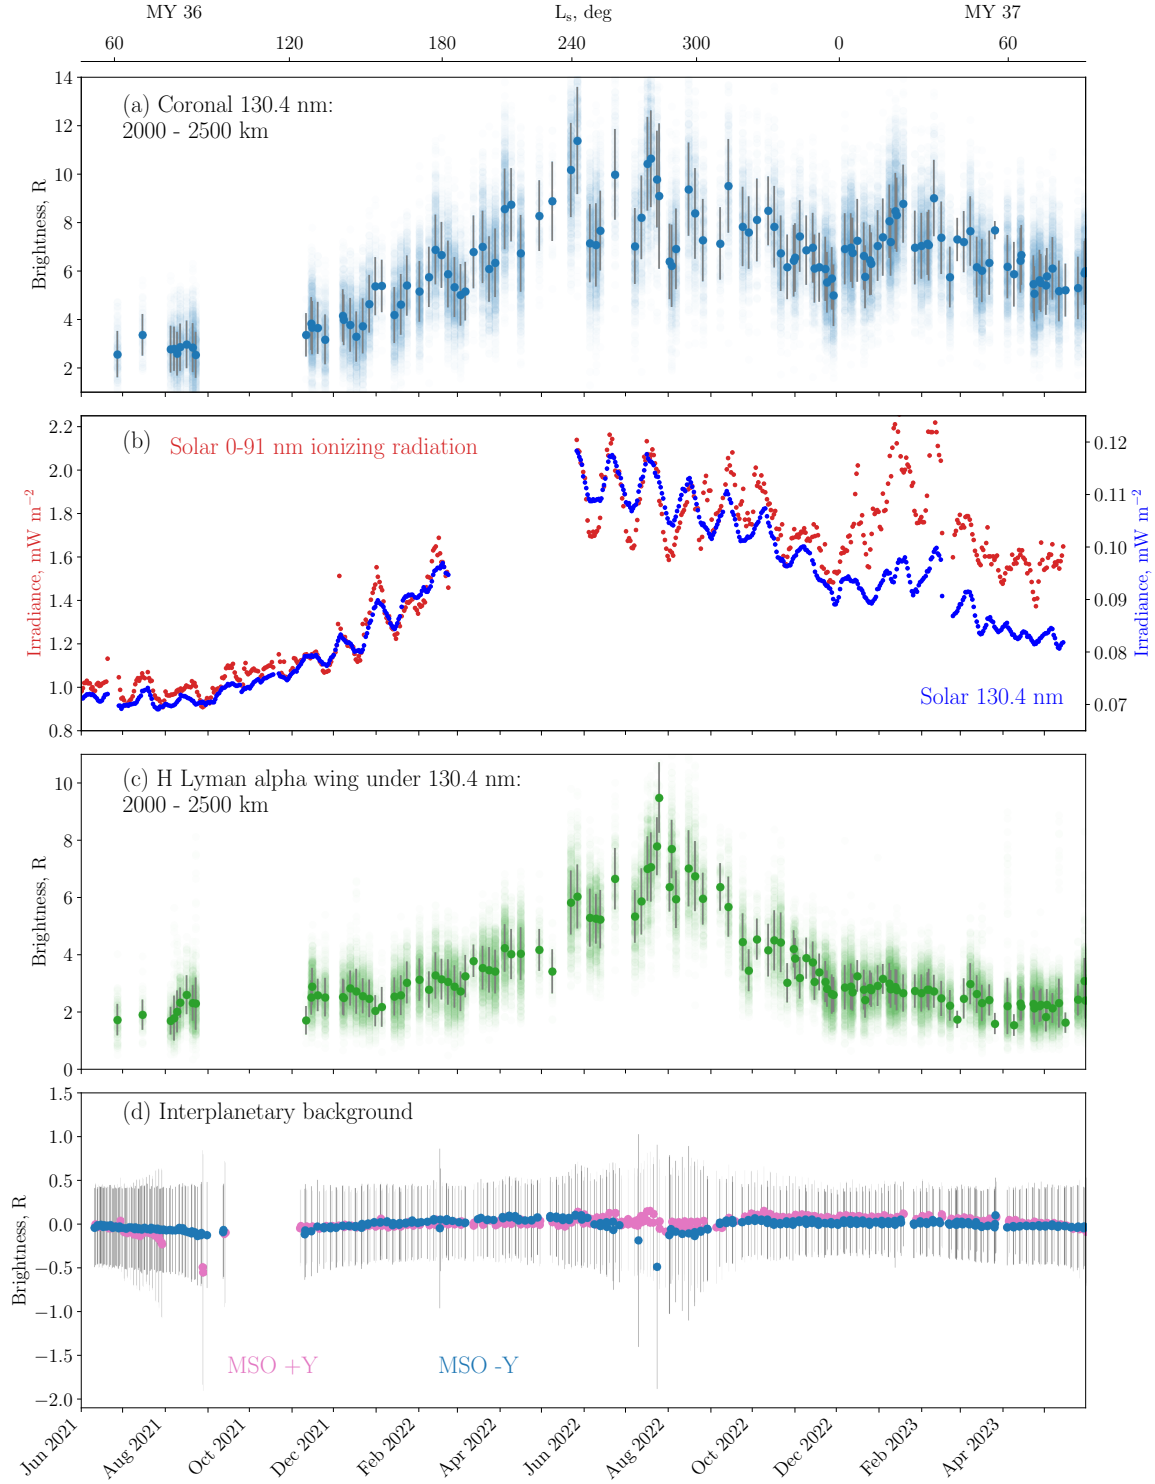 MY 36 L_s, deg MY 37
60 120 180 240 300 0 60
(a) Coronal 130.4 nm:
2000 - 2500 km
Brightness, R
14
12
10
8
6
4
2
(b) Solar 0-91 nm ionizing radiation
Solar 130.4 nm
Irradiance, mW m⁻²
2.2
2.0
1.8
1.6
1.4
1.2
1.0
0.8
0.12
0.11
0.10
0.09
0.08
0.07
Irradiance, mW m⁻²
(c) H Lyman alpha wing under 130.4 nm:
2000 - 2500 km
Brightness, R
10
8
6
4
2
0
(d) Interplanetary background
Brightness, R
1.5
1.0
0.5
0.0
−0.5
−1.0
−1.5
−2.0
MSO +Y MSO -Y
Jun 2021 Aug 2021 Oct 2021 Dec 2021 Feb 2022 Apr 2022 Jun 2022 Aug 2022 Oct 2022 Dec 2022 Feb 2023 Apr 2023